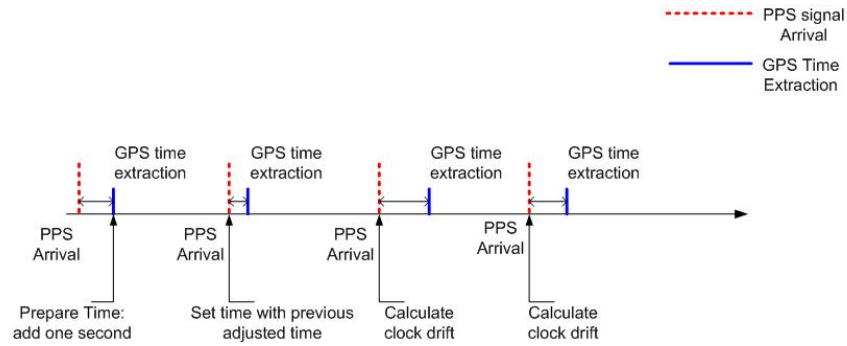 PPS signal
Arrival
GPS Time
Extraction
GPS time
extraction
GPS time
extraction
GPS time
extraction
GPS time
extraction
PPS
Arrival
PPS
Arrival
PPS
Arrival
PPS
Arrival
Prepare Time:
add one second
Set time with previous
adjusted time
Calculate
clock drift
Calculate
clock drift